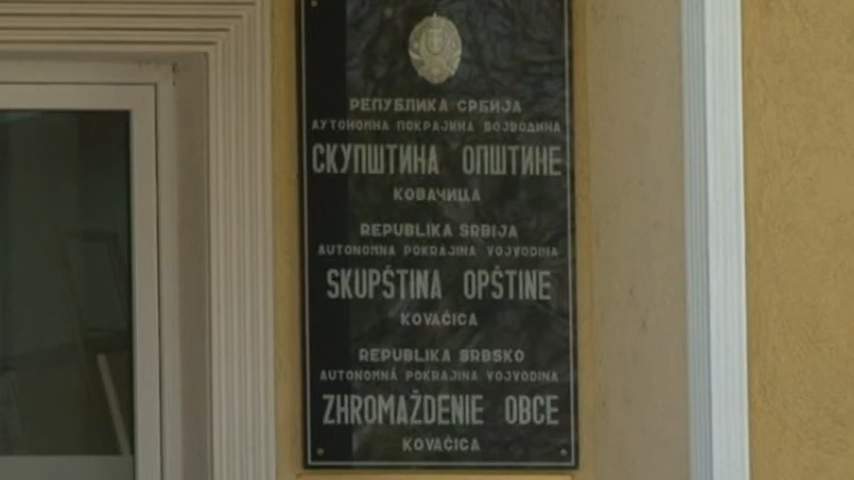 РЕПУБЛИКА СРБИЈА
АУТОНОМНА ПОКРАЈИНА ВОЈВОДИНА
СКУПШТИНА ОПШТИНЕ
КОВАЧИЦА
REPUBLIKA SRBIJA
AUTONOMNA POKRAJINA VOJVODINA
SKUPŠTINA OPŠTINE
KOVAČICA
REPUBLIKA SRBSKO
AUTONOMNÁ POKRAJINA VOJVODINA
ZHROMAŽDENIE OBCE
KOVAČICA